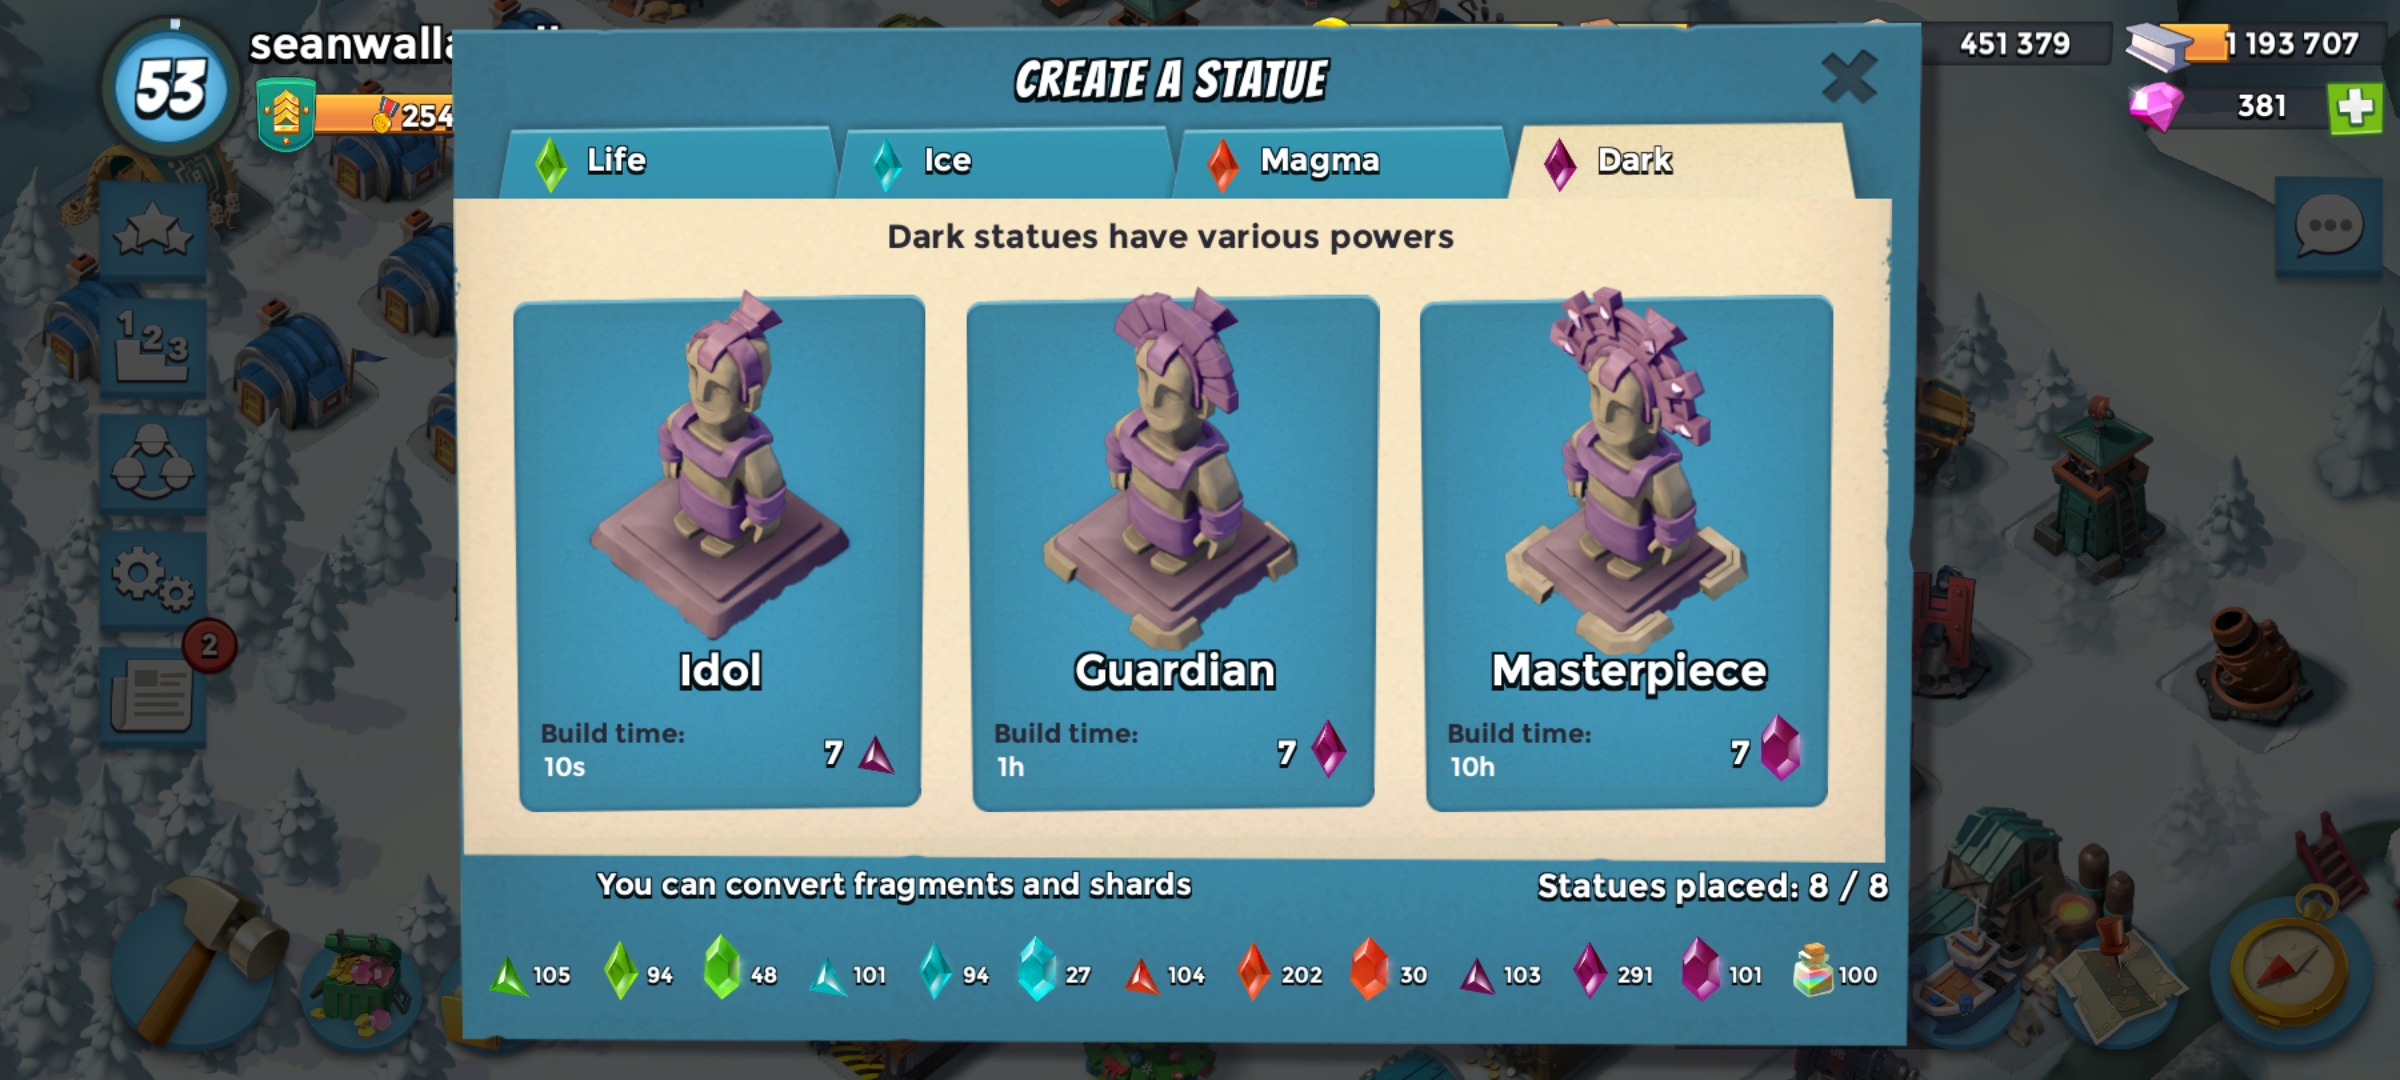 53
254
451 379
1 193 707
381
CREATE A STATUE
Life
Ice
Magma
Dark
Dark statues have various powers
1 2 3
2
Idol
Build time:
10s
7
Guardian
Build time:
1h
7
Masterpiece
Build time:
10h
7
You can convert fragments and shards
Statues placed: 8 / 8
105 94 48 101 94 27 104 202 30 103 291 101 100